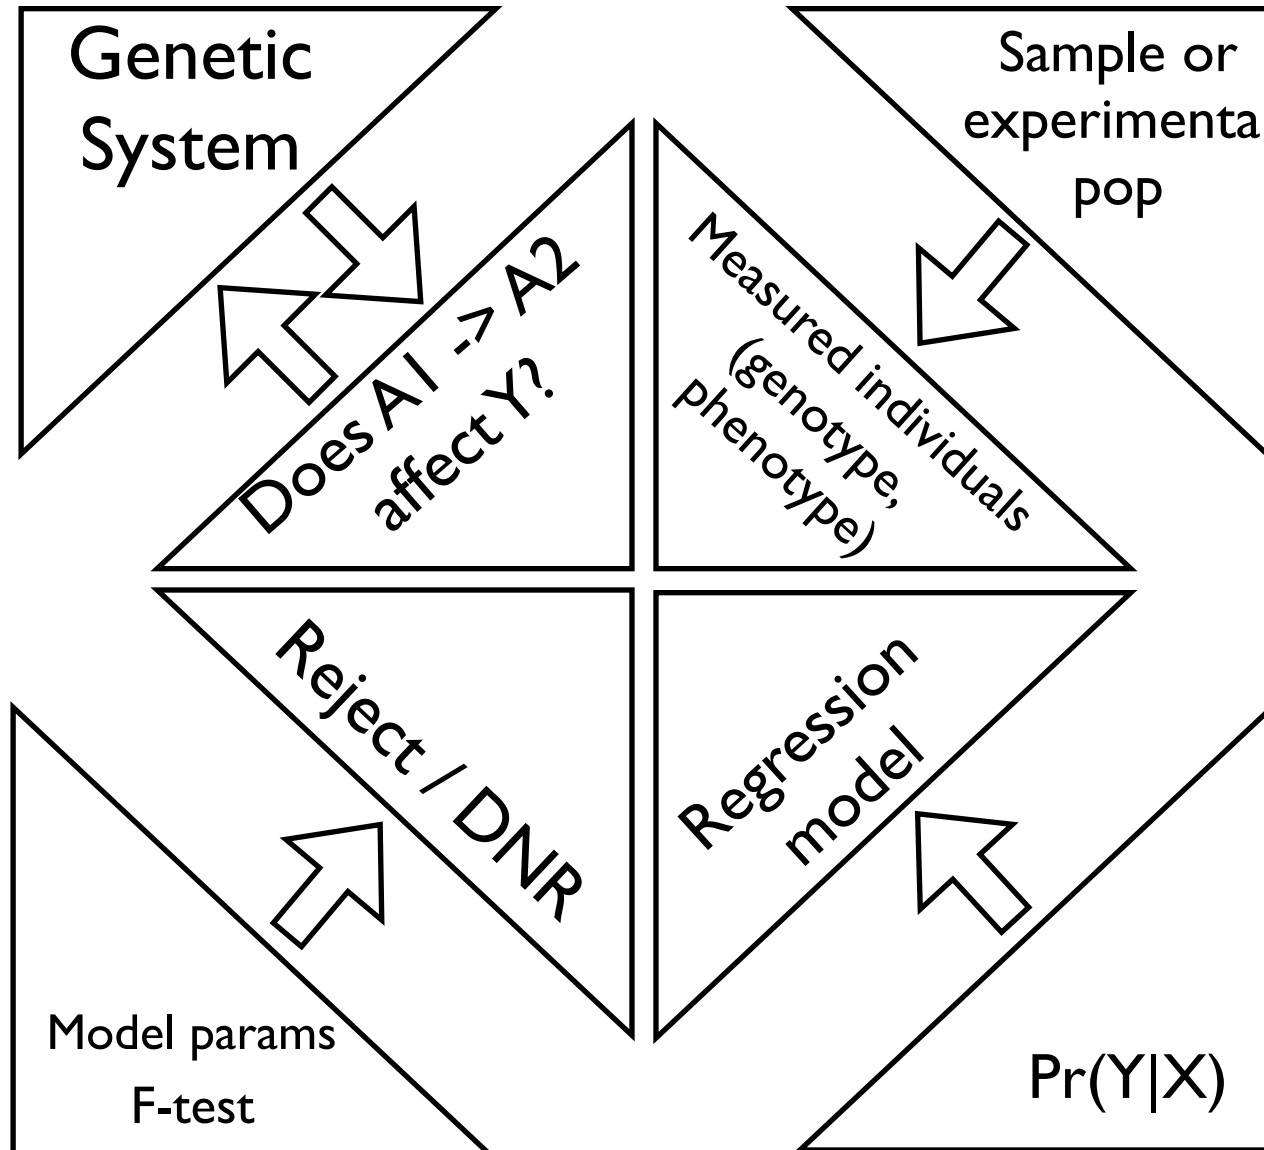 Genetic
System
Sample or
experimenta
pop
Does A1 -> A2
affect Y?
Measured individuals
(genotype,
phenotype)
Reject / DNR
Regression
model
Model params
F-test
Pr(Y|X)